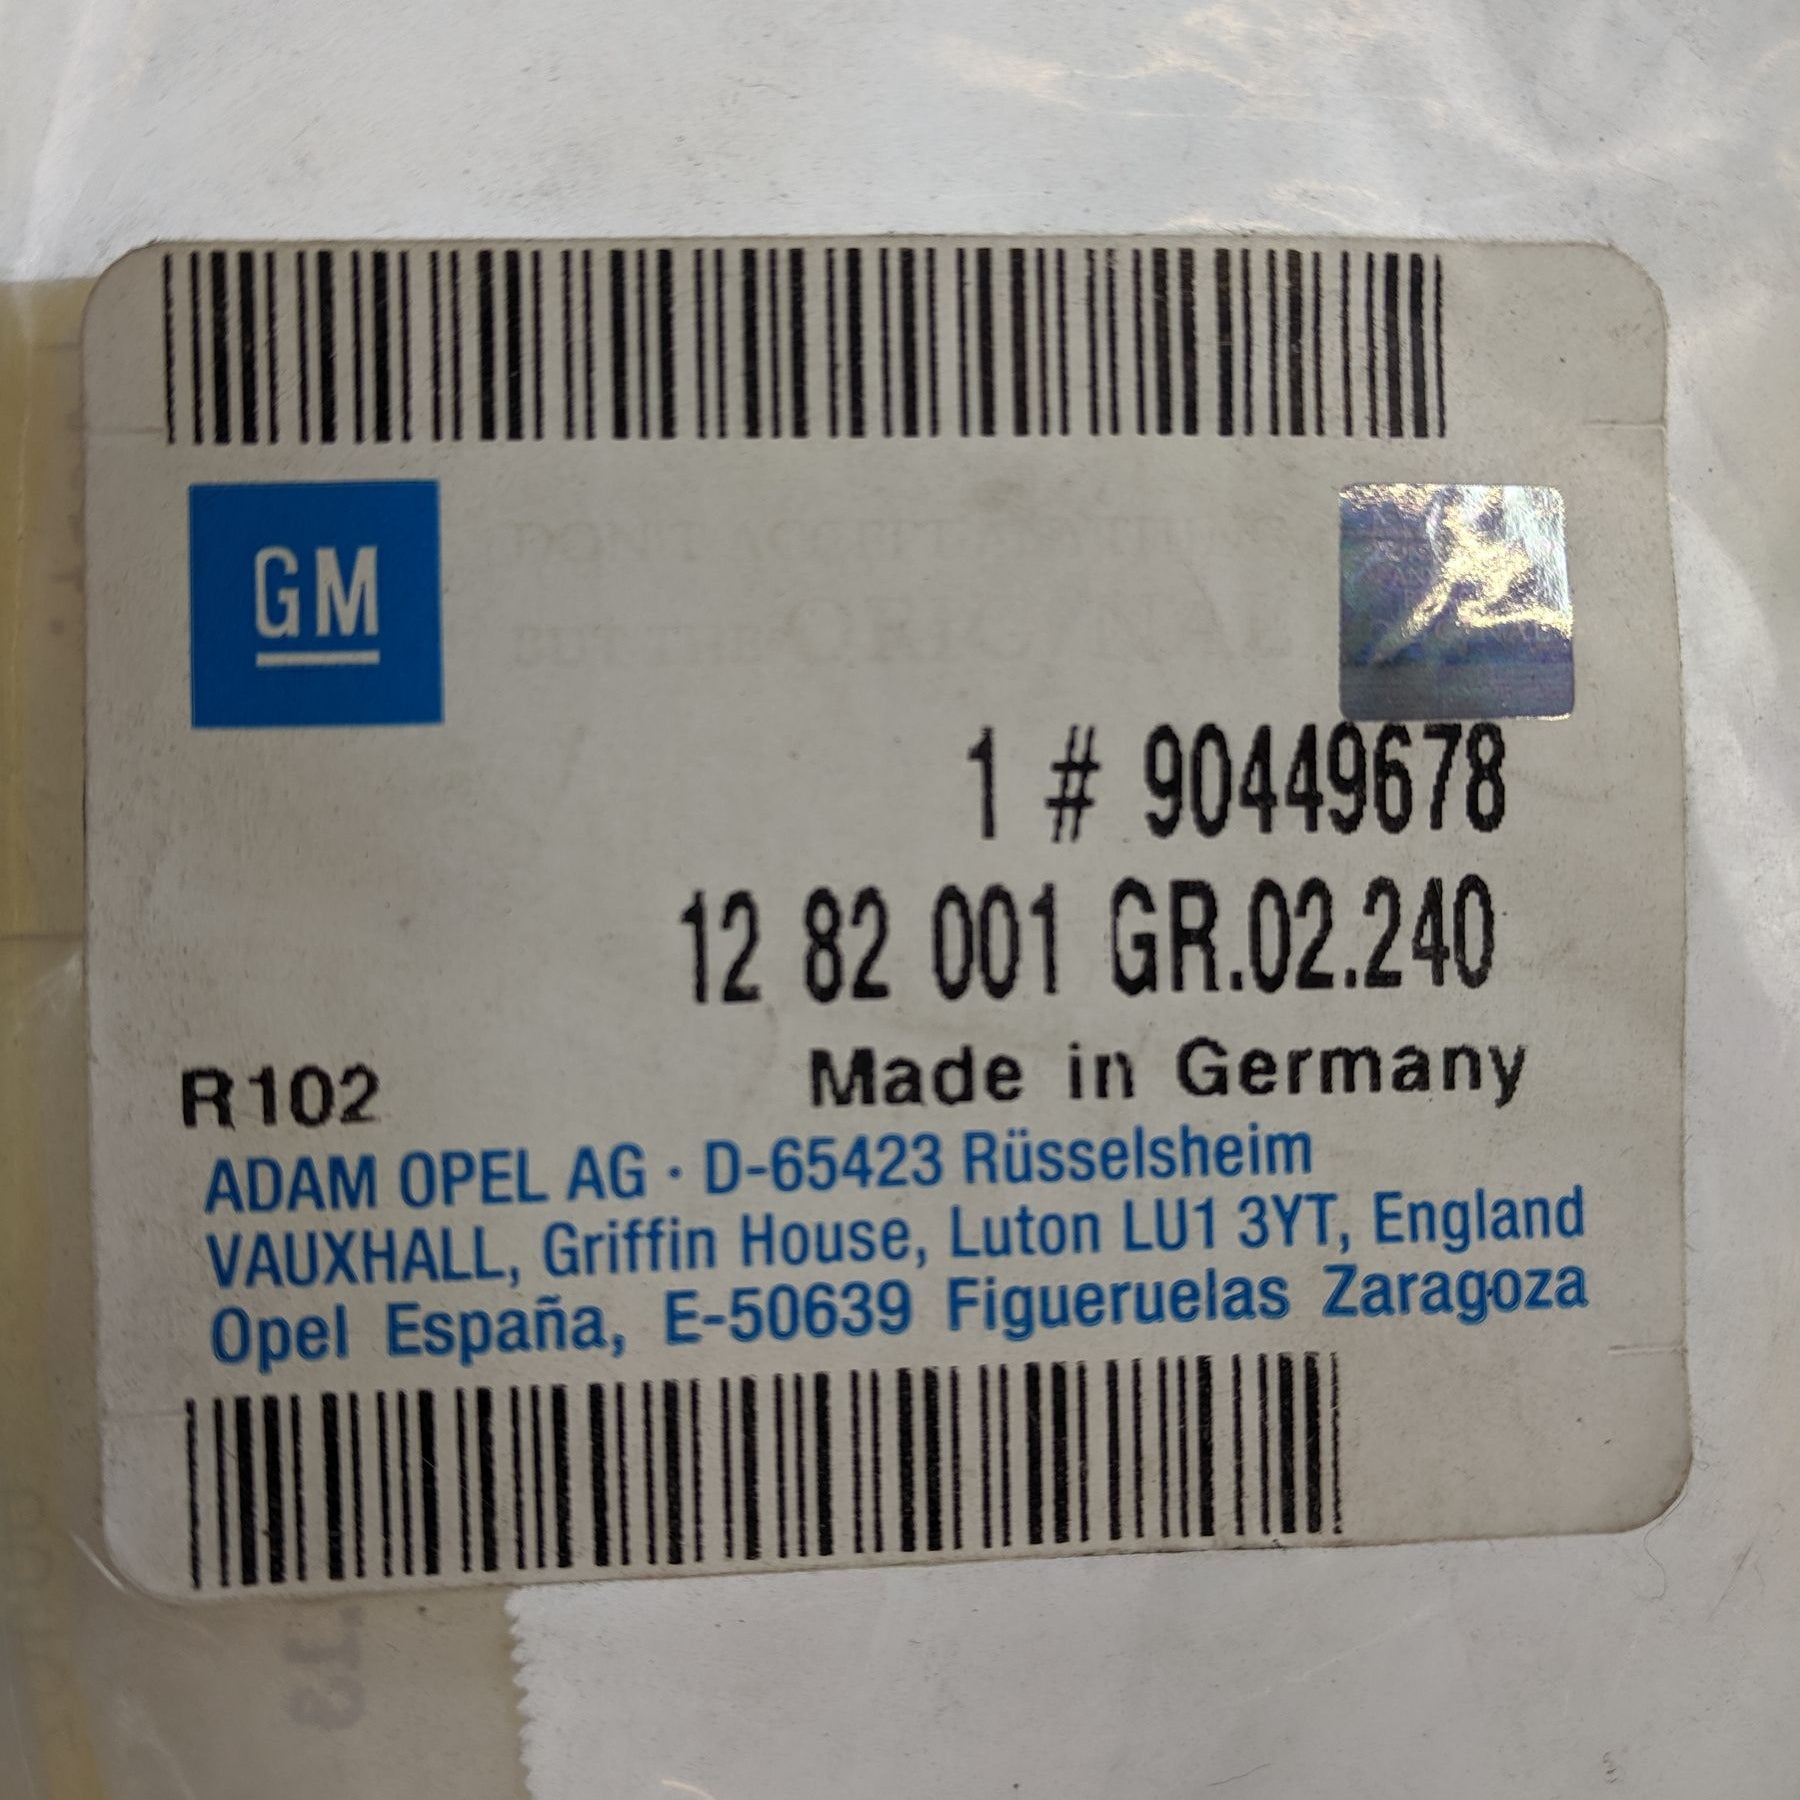 GM
1 # 90449678
12 82 001 GR.02.240
R102
Made in Germany
ADAM OPEL AG · D-65423 Rüsselsheim
VAUXHALL, Griffin House, Luton LU1 3YT, England
Opel España, E-50639 Figueruelas Zaragoza